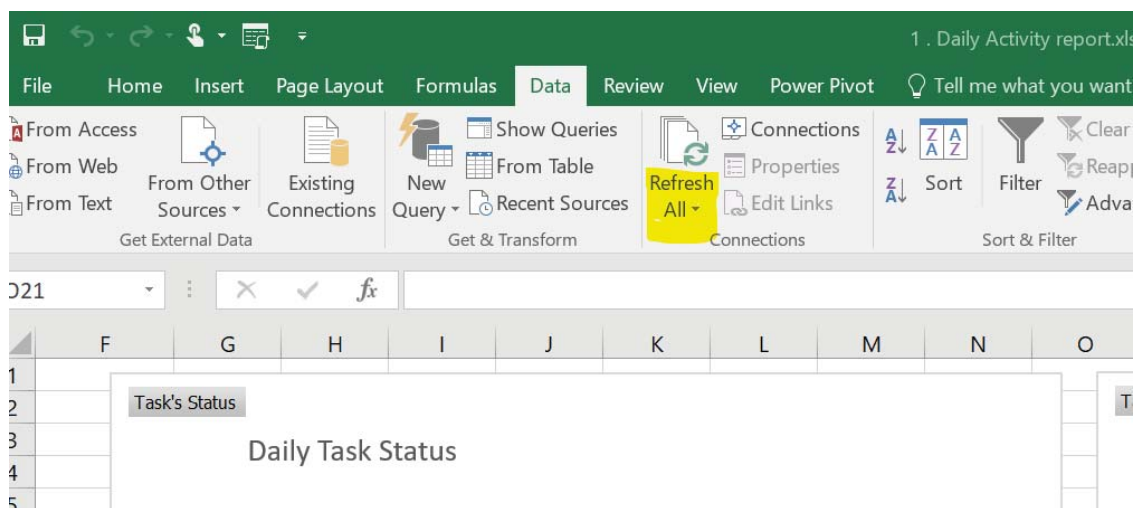 1 . Daily Activity report.xls
File Home Insert Page Layout Formulas Data Review View Power Pivot Tell me what you want
From Access
From Web
From Text
From Other
Sources
Existing
Connections
Get External Data
New
Query
Show Queries
From Table
Recent Sources
Get & Transform
Refresh
All
Connections
Properties
Edit Links
Connections
A
Z
Z
A
Z A
A Z
Sort
Filter
Clear
Reapp
Adva
Sort & Filter
fx
F G H I J K L M N O
1
2
3
4
5
Task's Status
Daily Task Status